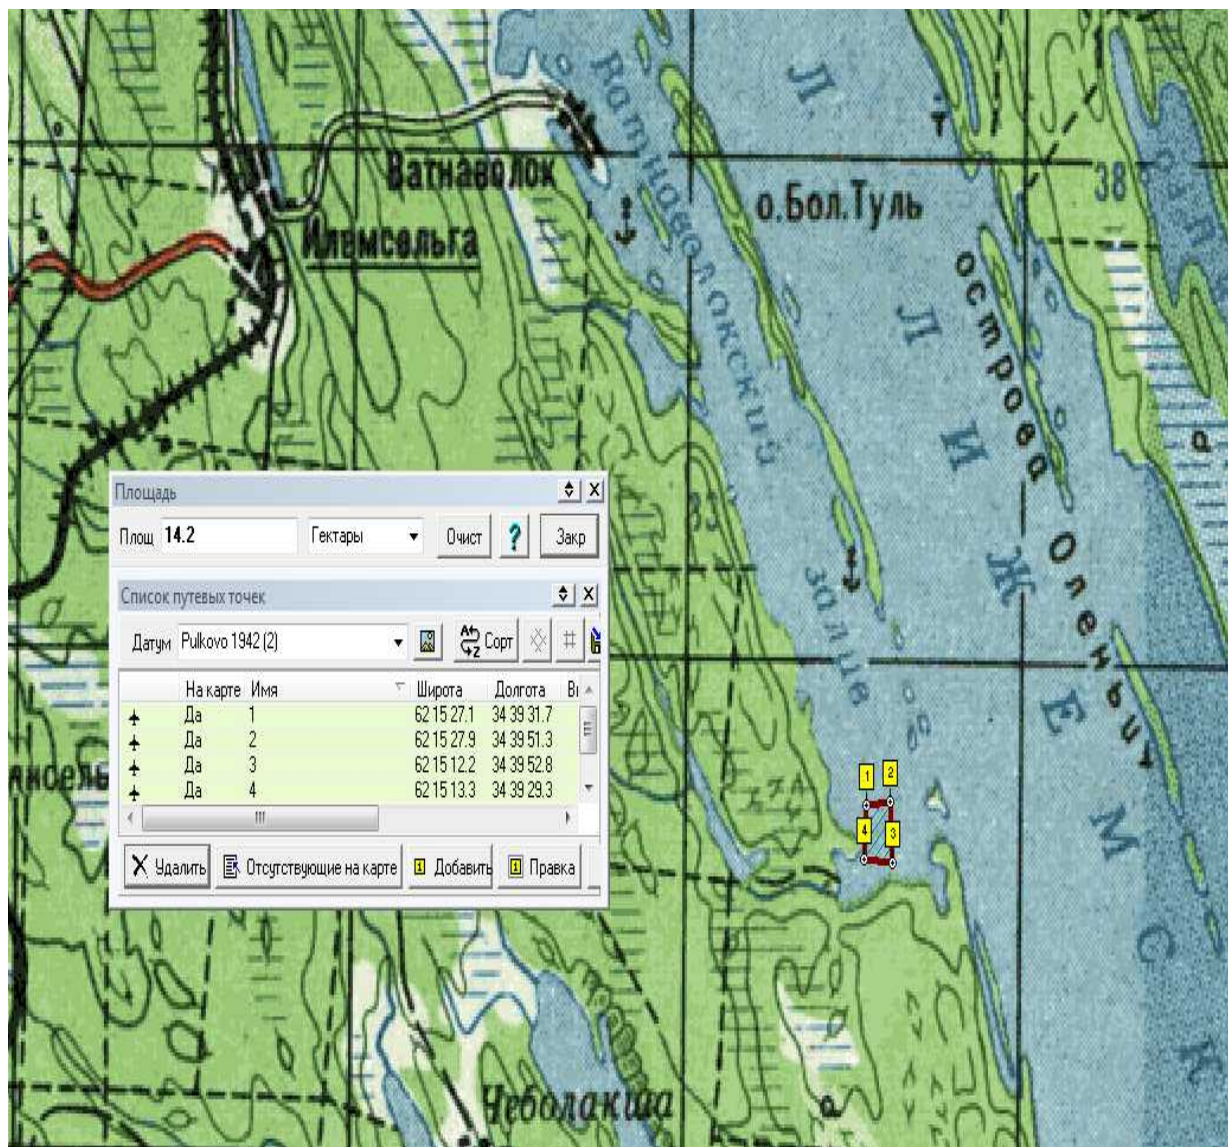 Ватнаволок
Илемсельга
о.Бол.Туль
38
Ватнаволокский
залив
83
острова Оленьи
ЛИЖЕМСК
Площадь
Площ 14.2 Гектары Очист ? Закр
Список путевых точек
Датум Pulkovo 1942 (2) Сорт
На карте Имя Широта Долгота
Да 1 62 15 27.1 34 39 31.7
Да 2 62 15 27.9 34 39 51.3
Да 3 62 15 12.2 34 39 52.8
Да 4 62 15 13.3 34 39 29.3
Удалить Отсутствующие на карте Добавить Правка
1 2
4 3
Чеболакша